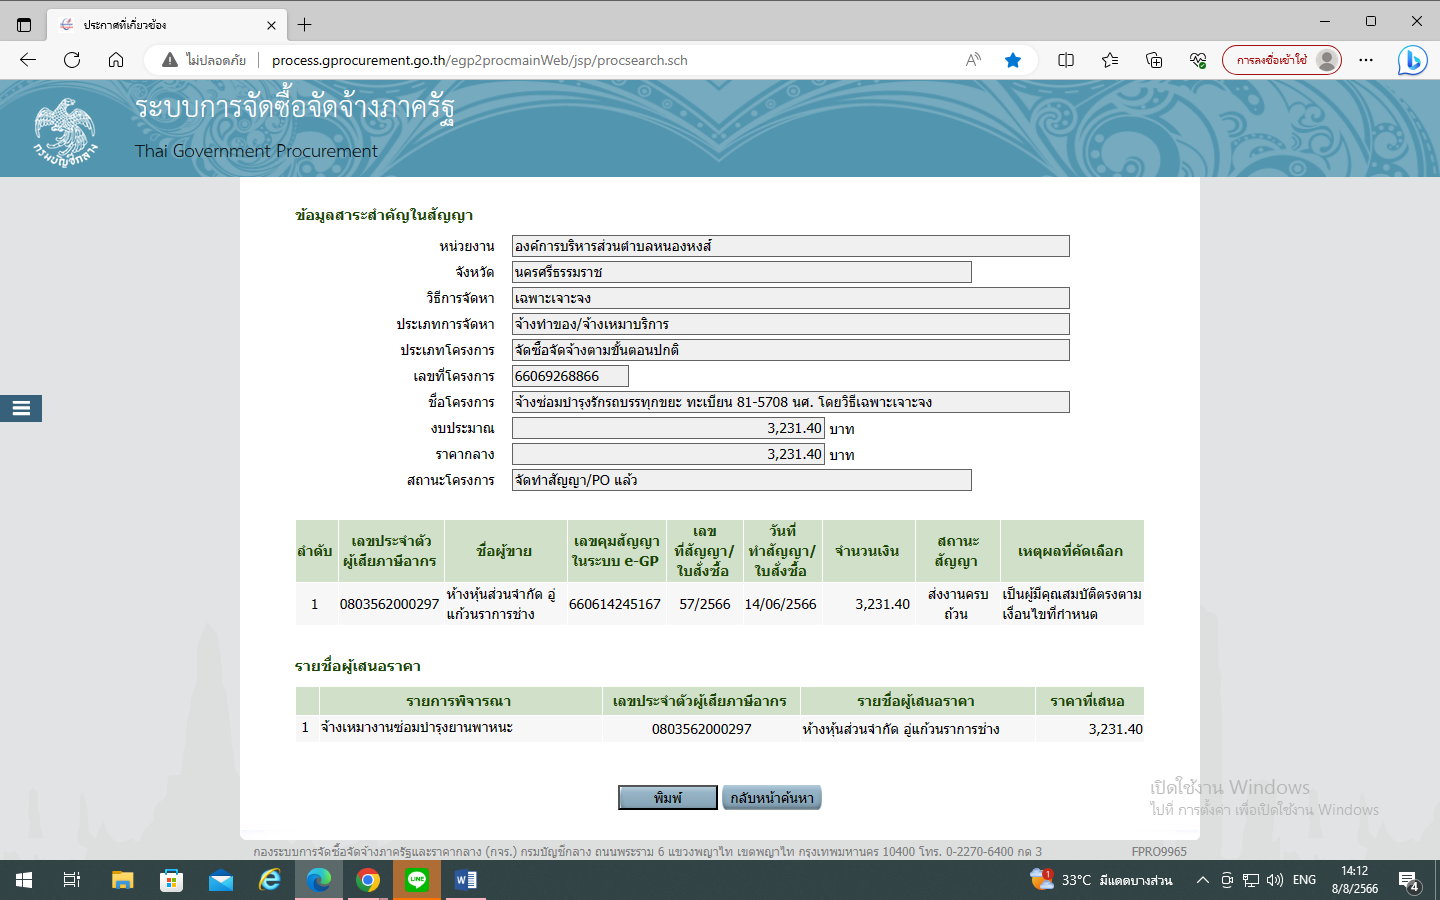 ประกาศที่เกี่ยวข้อง
ไม่ปลอดภัย
process.gprocurement.go.th/egp2procmainWeb/jsp/procsearch.sch
การลงชื่อเข้าใช้
ระบบการจัดซื้อจัดจ้างภาครัฐ
Thai Government Procurement
กรมบัญชีกลาง
ข้อมูลสาระสำคัญในสัญญา
หน่วยงาน องค์การบริหารส่วนตำบลหนองหงส์
จังหวัด นครศรีธรรมราช
วิธีการจัดหา เฉพาะเจาะจง
ประเภทการจัดหา จ้างทำของ/จ้างเหมาบริการ
ประเภทโครงการ จัดซื้อจัดจ้างตามขั้นตอนปกติ
เลขที่โครงการ 66069268866
ชื่อโครงการ จ้างซ่อมบำรุงรักรถบรรทุกขยะ ทะเบียน 81-5708 นศ. โดยวิธีเฉพาะเจาะจง
งบประมาณ 3,231.40 บาท
ราคากลาง 3,231.40 บาท
สถานะโครงการ จัดทำสัญญา/PO แล้ว
ลำดับ เลขประจำตัวผู้เสียภาษีอากร ชื่อผู้ขาย เลขคุมสัญญาในระบบ e-GP เลขที่สัญญา/ใบสั่งซื้อ วันที่ทำสัญญา/ใบสั่งซื้อ จำนวนเงิน สถานะสัญญา เหตุผลที่คัดเลือก
1 0803562000297 ห้างหุ้นส่วนจำกัด อู่แก้วนราการช่าง 660614245167 57/2566 14/06/2566 3,231.40 ส่งงานครบถ้วน เป็นผู้มีคุณสมบัติตรงตามเงื่อนไขที่กำหนด
รายชื่อผู้เสนอราคา
รายการพิจารณา เลขประจำตัวผู้เสียภาษีอากร รายชื่อผู้เสนอราคา ราคาที่เสนอ
1 จ้างเหมางานซ่อมบำรุงยานพาหนะ 0803562000297 ห้างหุ้นส่วนจำกัด อู่แก้วนราการช่าง 3,231.40
พิมพ์ กลับหน้าค้นหา
เปิดใช้งาน Windows
ไปที่ การตั้งค่า เพื่อเปิดใช้งาน Windows
กองระบบการจัดซื้อจัดจ้างภาครัฐและราคากลาง (กจร.) กรมบัญชีกลาง ถนนพระราม 6 แขวงพญาไท เขตพญาไท กรุงเทพมหานคร 10400 โทร. 0-2270-6400 กด 3 FPRO9965
33°C มีแดดบางส่วน ENG 14:12
8/8/2566